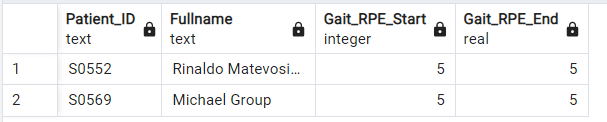 Patient_ID text Fullname text Gait_RPE_Start integer Gait_RPE_End real
1 S0552 Rinaldo Matevosi... 5 5
2 S0569 Michael Group 5 5